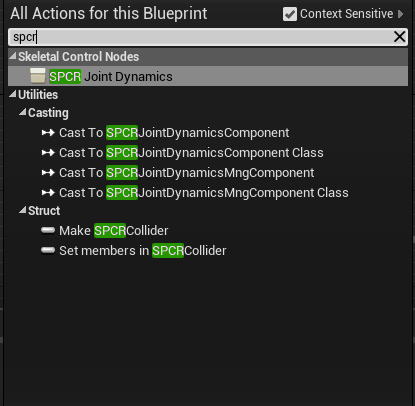 All Actions for this Blueprint
Context Sensitive
spcr
Skeletal Control Nodes
SPCR Joint Dynamics
Utilities
Casting
Cast To SPCRJointDynamicsComponent
Cast To SPCRJointDynamicsComponent Class
Cast To SPCRJointDynamicsMngComponent
Cast To SPCRJointDynamicsMngComponent Class
Struct
Make SPCRCollider
Set members in SPCRCollider